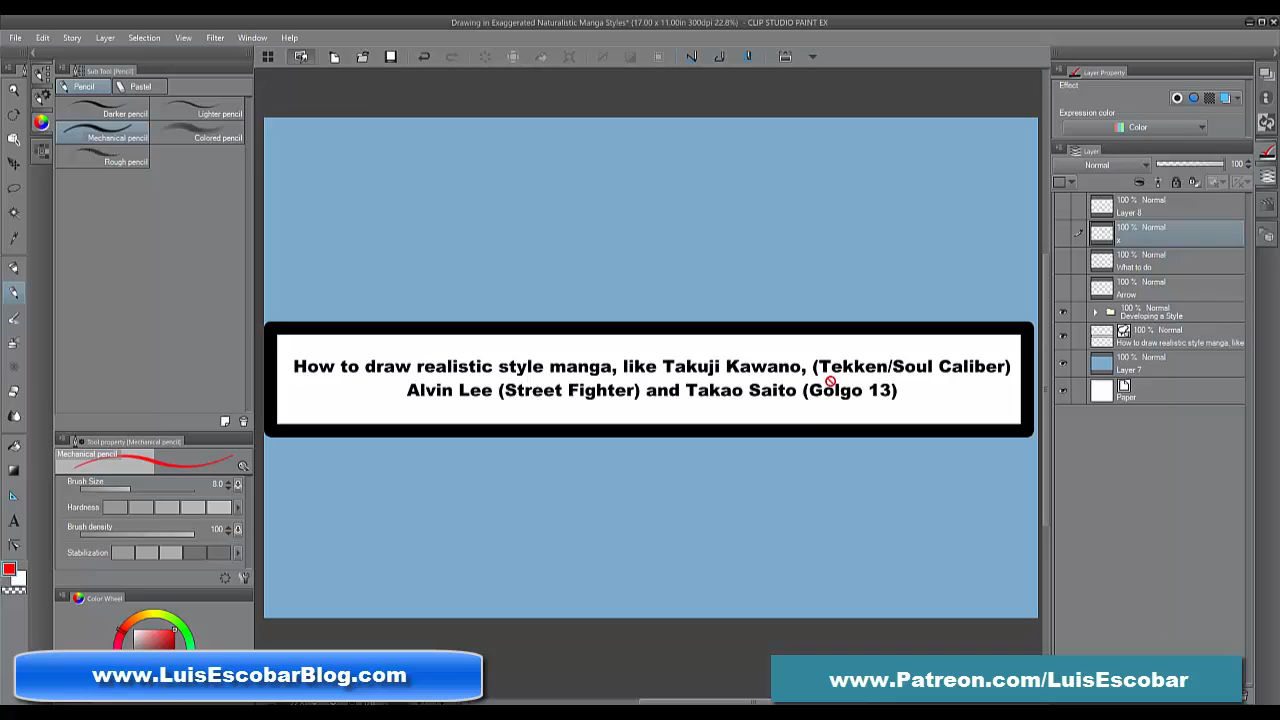 Drawing in Exaggerated Naturalistic Manga Styles* (17.00 x 11.00in 300dpi 22.8%) - CLIP STUDIO PAINT EX
File Edit Story Layer Selection View Filter Window Help
Sub Tool [Pencil]
Pencil Pastel
Darker pencil Lighter pencil
Mechanical pencil Colored pencil
Rough pencil
Tool property [Mechanical pencil]
Mechanical pencil
Brush Size 8.0
Hardness
Brush density 100
Stabilization
Color Wheel
How to draw realistic style manga, like Takuji Kawano, (Tekken/Soul Caliber)
Alvin Lee (Street Fighter) and Takao Saito (Golgo 13)
Layer Property
Effect
Expression color
Color
Layer
Normal 100
100 % Normal
Layer 8
100 % Normal
x
100 % Normal
What to do
100 % Normal
Arrow
100 % Normal
Developing a Style
100 % Normal
How to draw realistic style manga, like
100 % Normal
Layer 7
100 % Normal
Paper
www.LuisEscobarBlog.com
www.Patreon.com/LuisEscobar